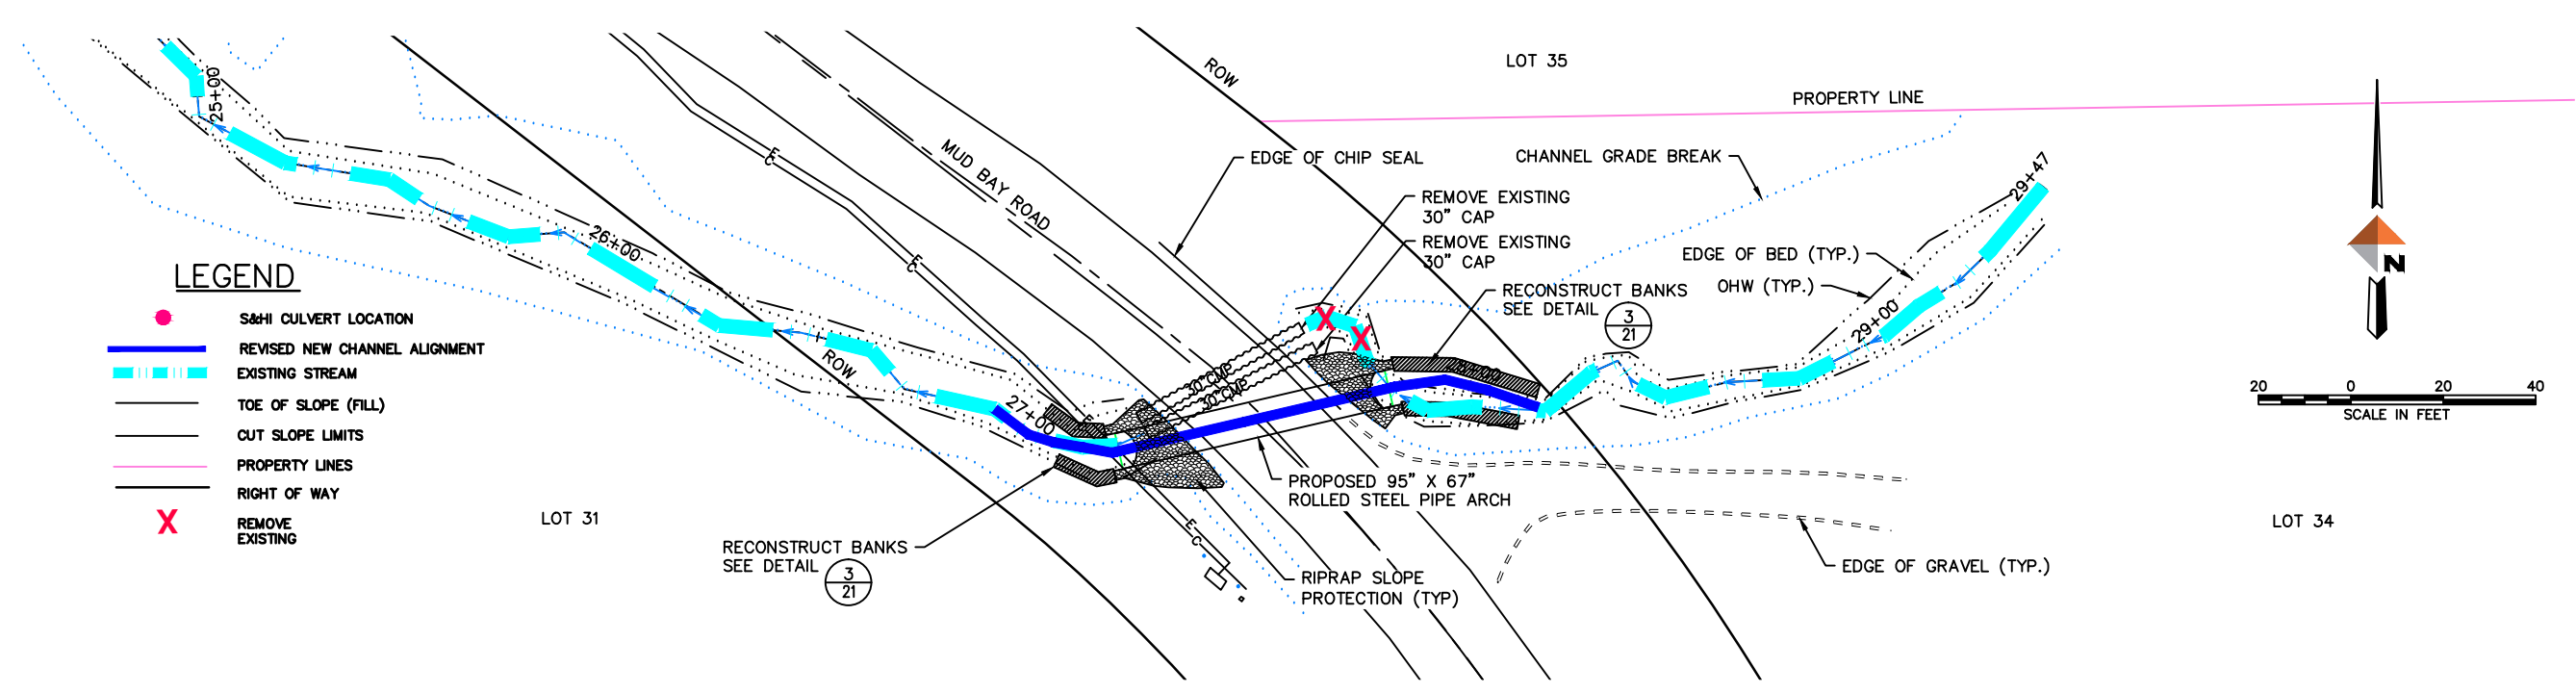 LOT 35
ROW
PROPERTY LINE
25+00
E
C
MUD BAY ROAD
EDGE OF CHIP SEAL
CHANNEL GRADE BREAK
29+47
REMOVE EXISTING
30" CAP
REMOVE EXISTING
30" CAP
26+00
EDGE OF BED (TYP.)
OHW (TYP.)
E
C
N
RECONSTRUCT BANKS
SEE DETAIL
3
21
29+00
LEGEND
S&HI CULVERT LOCATION
REVISED NEW CHANNEL ALIGNMENT
EXISTING STREAM
TOE OF SLOPE (FILL)
CUT SLOPE LIMITS
PROPERTY LINES
RIGHT OF WAY
X
REMOVE
EXISTING
X
X
ROW
30"CMP
30"CMP
27+00
E
20 0 20 40
SCALE IN FEET
PROPOSED 95" X 67"
ROLLED STEEL PIPE ARCH
LOT 31
LOT 34
E
C
RECONSTRUCT BANKS
SEE DETAIL
3
21
RIPRAP SLOPE
PROTECTION (TYP)
EDGE OF GRAVEL (TYP.)